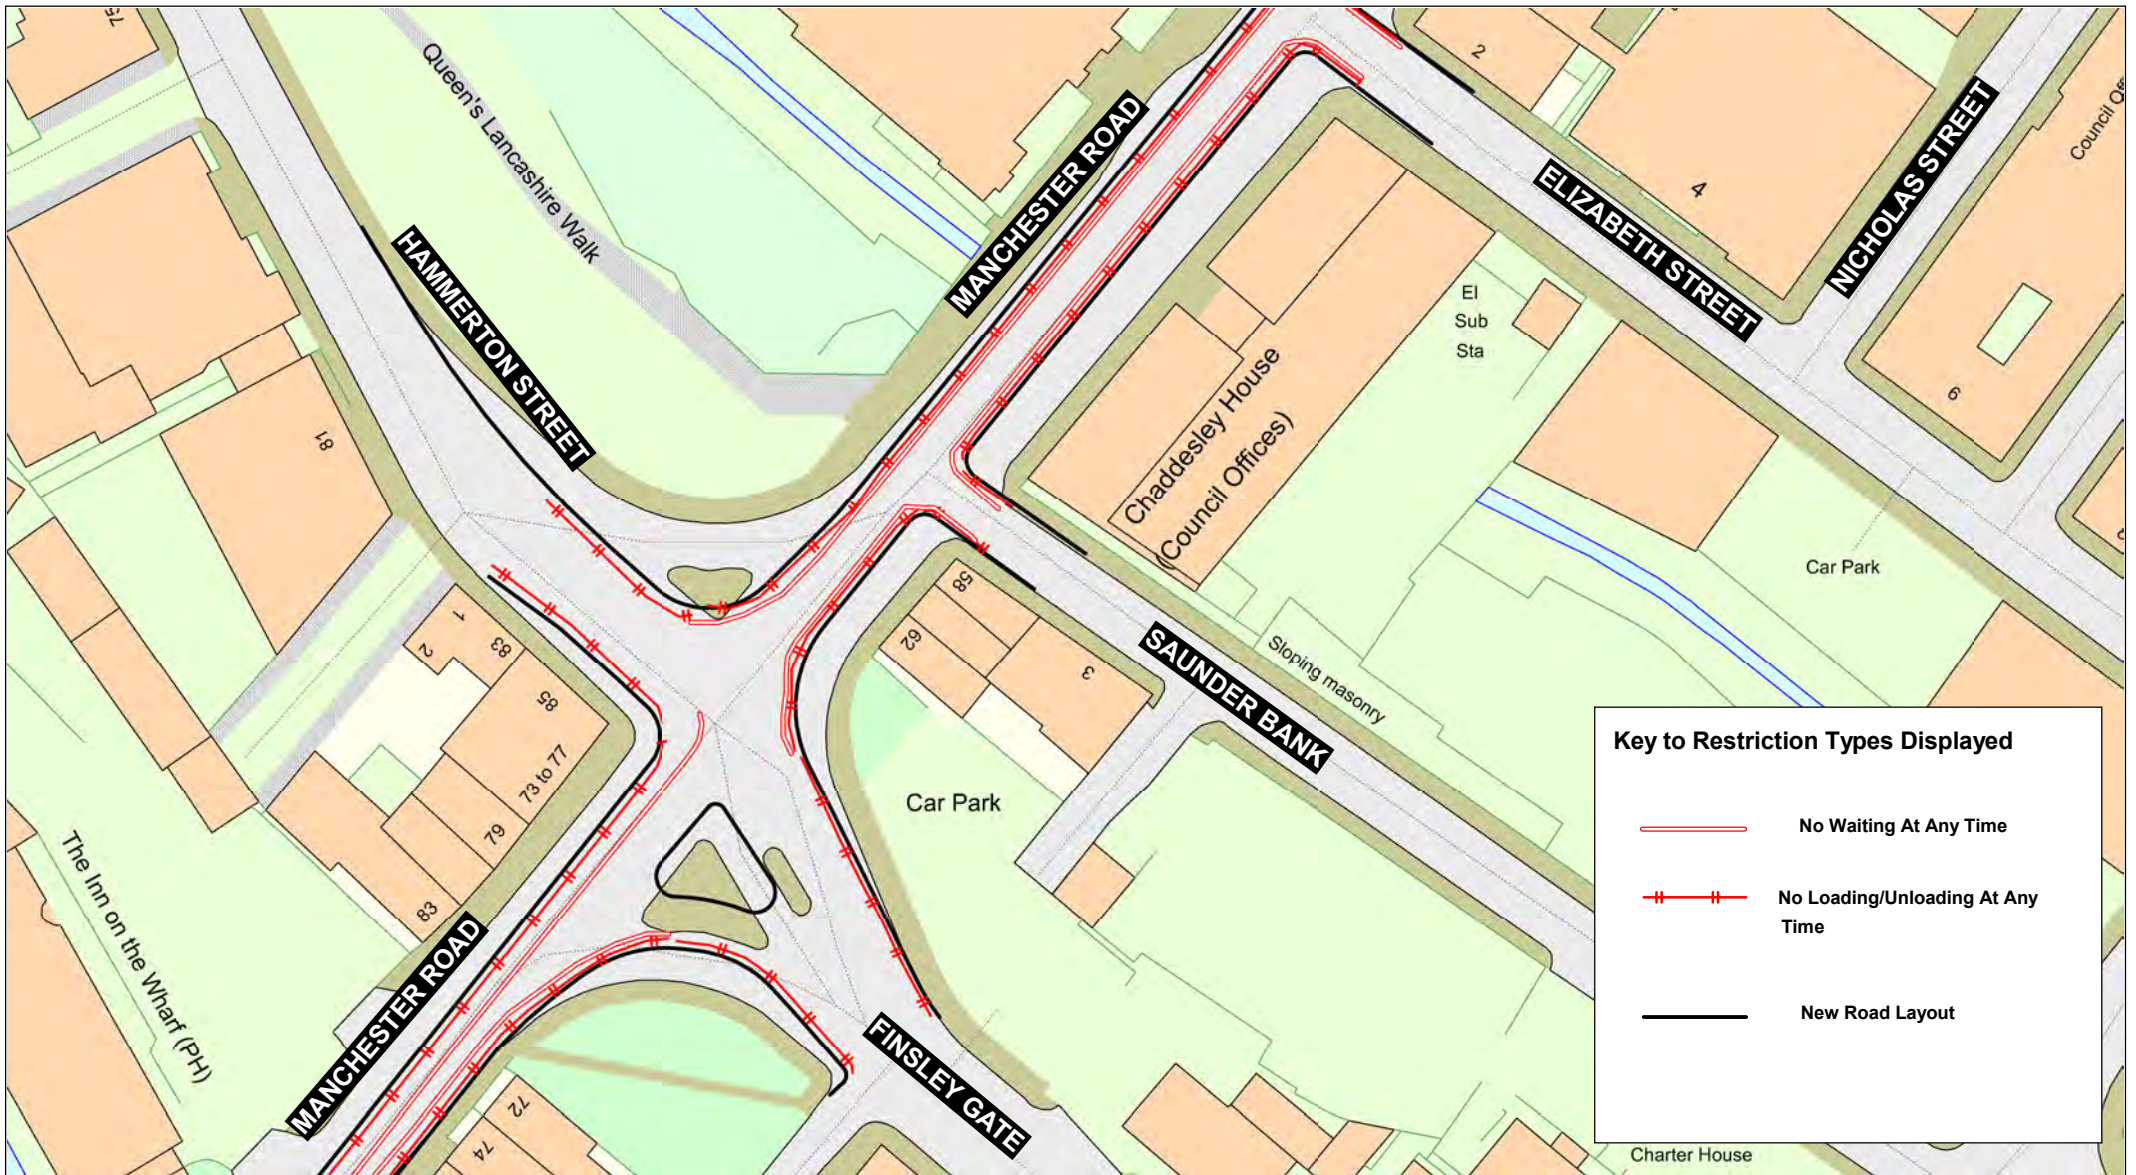 75
Queen's Lancashire Walk
MANCHESTER ROAD
2
4
NICHOLAS STREET
ELIZABETH STREET
HAMMERTON STREET
El
Sub
Sta
Chaddesley House
(Council Offices)
6
81
Car Park
58
62
3
SAUNDER BANK
Sloping masonry
1
2
83
85
73 to 77
79
83
Car Park
The Inn on the Wharf (PH)
MANCHESTER ROAD
FINSLEY GATE
72
74
Key to Restriction Types Displayed
No Waiting At Any Time
No Loading/Unloading At Any
Time
New Road Layout
Charter House